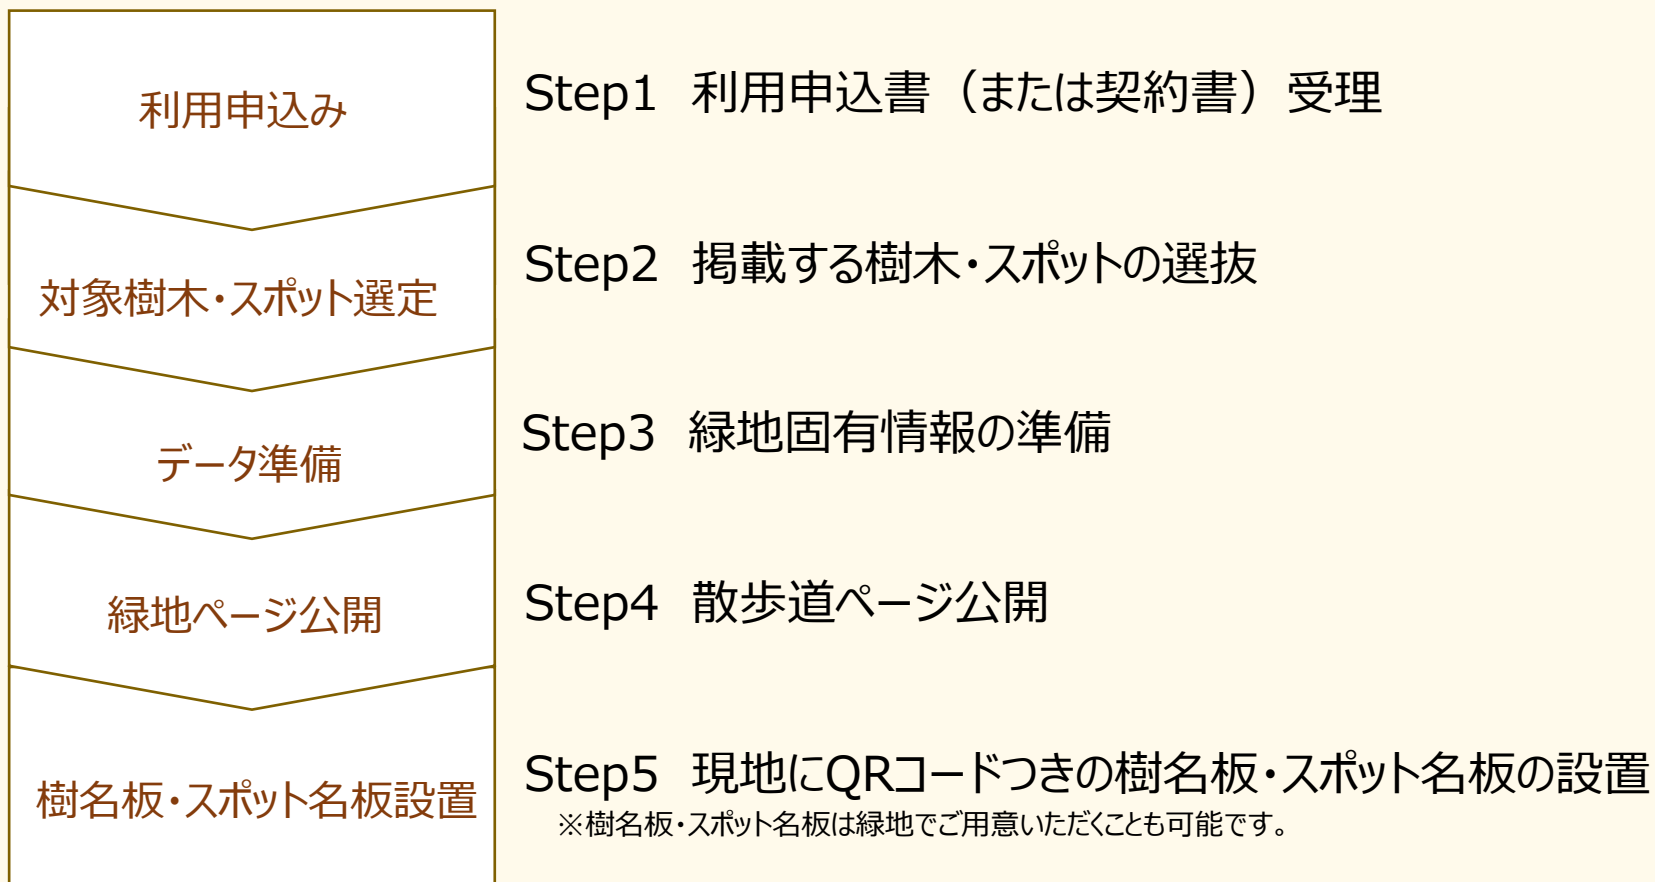 利用申込み
Step1 利用申込書（または契約書）受理
対象樹木・スポット選定
Step2 掲載する樹木・スポットの選抜
データ準備
Step3 緑地固有情報の準備
緑地ページ公開
Step4 散歩道ページ公開
樹名板・スポット名板設置
Step5 現地にQRコードつきの樹名板・スポット名板の設置
※樹名板・スポット名板は緑地でご用意いただくことも可能です。